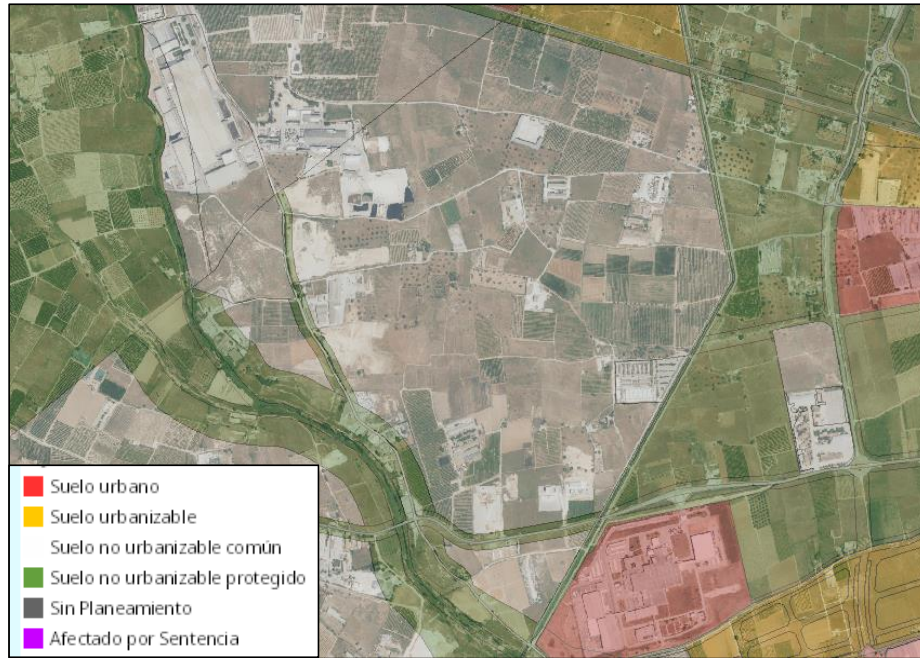 Suelo urbano
Suelo urbanizable
Suelo no urbanizable común
Suelo no urbanizable protegido
Sin Planeamiento
Afectado por Sentencia